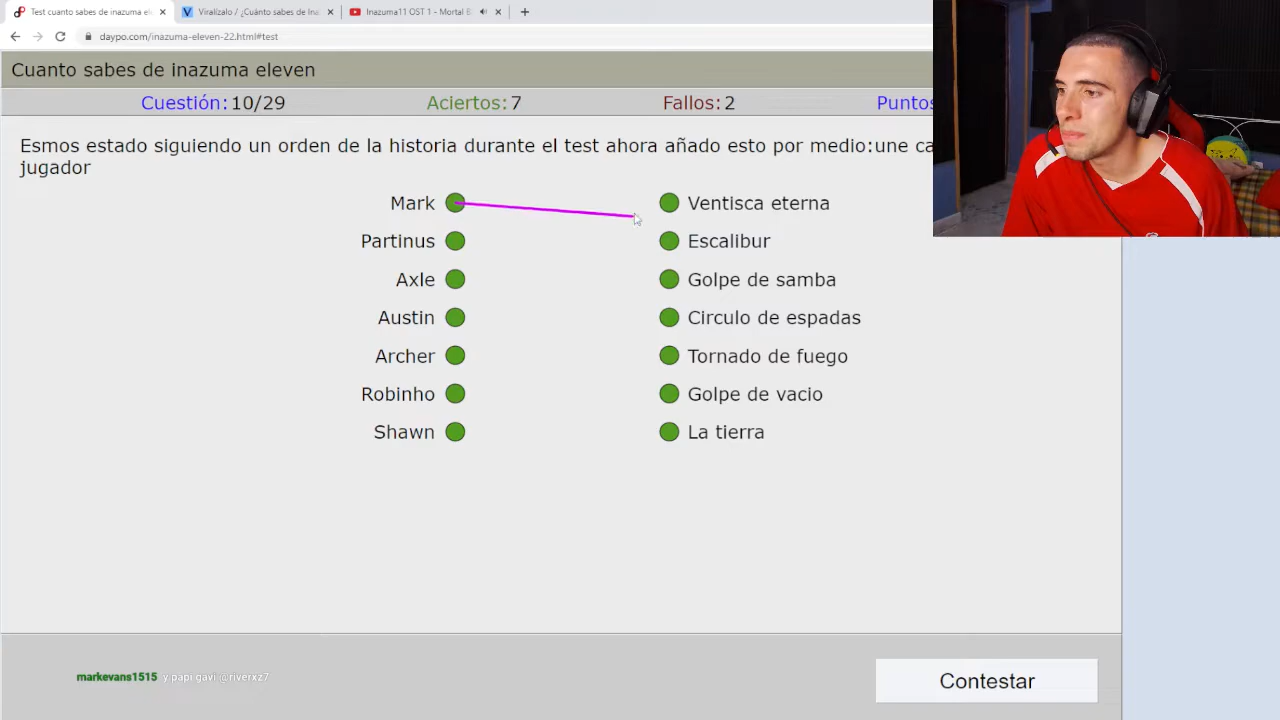 Test cuanto sabes de inazuma ele
Viralízalo / ¿Cuánto sabes de Ina
Inazuma11 OST 1 - Mortal B
daypo.com/inazuma-eleven-22.html#test
Cuanto sabes de inazuma eleven
Cuestión: 10/29
Aciertos: 7
Fallos: 2
Puntos
Esmos estado siguiendo un orden de la historia durante el test ahora añado esto por medio:une ca
jugador
Mark
Ventisca eterna
Partinus
Escalibur
Axle
Golpe de samba
Austin
Circulo de espadas
Archer
Tornado de fuego
Robinho
Golpe de vacio
Shawn
La tierra
markevans1515 y papi gavi @riverxz7
Contestar